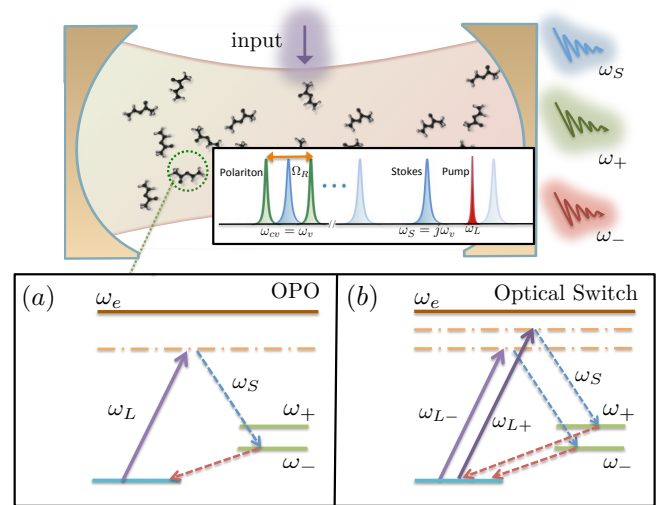 input
ω_S
ω_+
ω_−
Polariton
Ω_R
Stokes
Pump
ω_cv = ω_v
//
ω_S = jω_v
ω_L
(a)
OPO
ω_e
ω_L
ω_S
ω_+
ω_−
(b)
Optical Switch
ω_e
ω_L−
ω_L+
ω_S
ω_+
ω_−